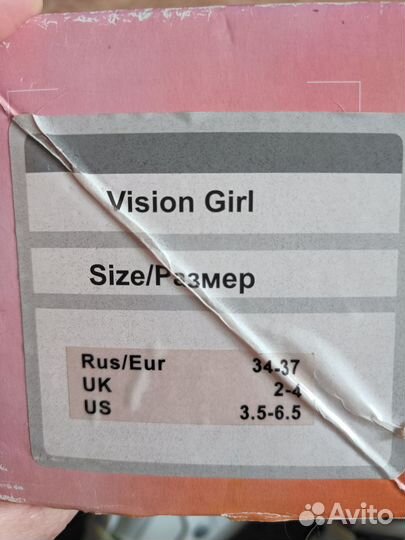 Vision Girl
Size/Размер
Rus/Eur 34-37
UK 2-4
US 3.5-6.5
Avito